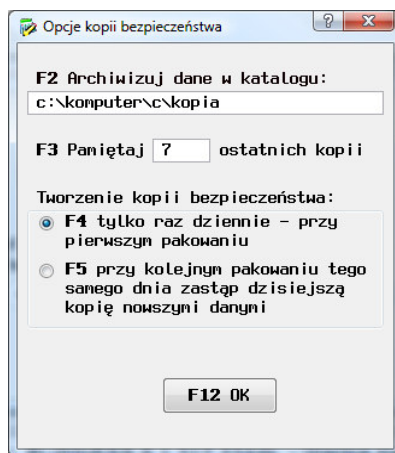 Opcje kopii bezpieczeństwa
F2 Archiwizuj dane w katalogu:
c:\komputer\c\kopia
F3 Pamiętaj 7 ostatnich kopii
Tworzenie kopii bezpieczeństwa:
F4 tylko raz dziennie - przy
pierwszym pakowaniu
F5 przy kolejnym pakowaniu tego
samego dnia zastąp dzisiejszą
kopię nowszymi danymi
F12 OK